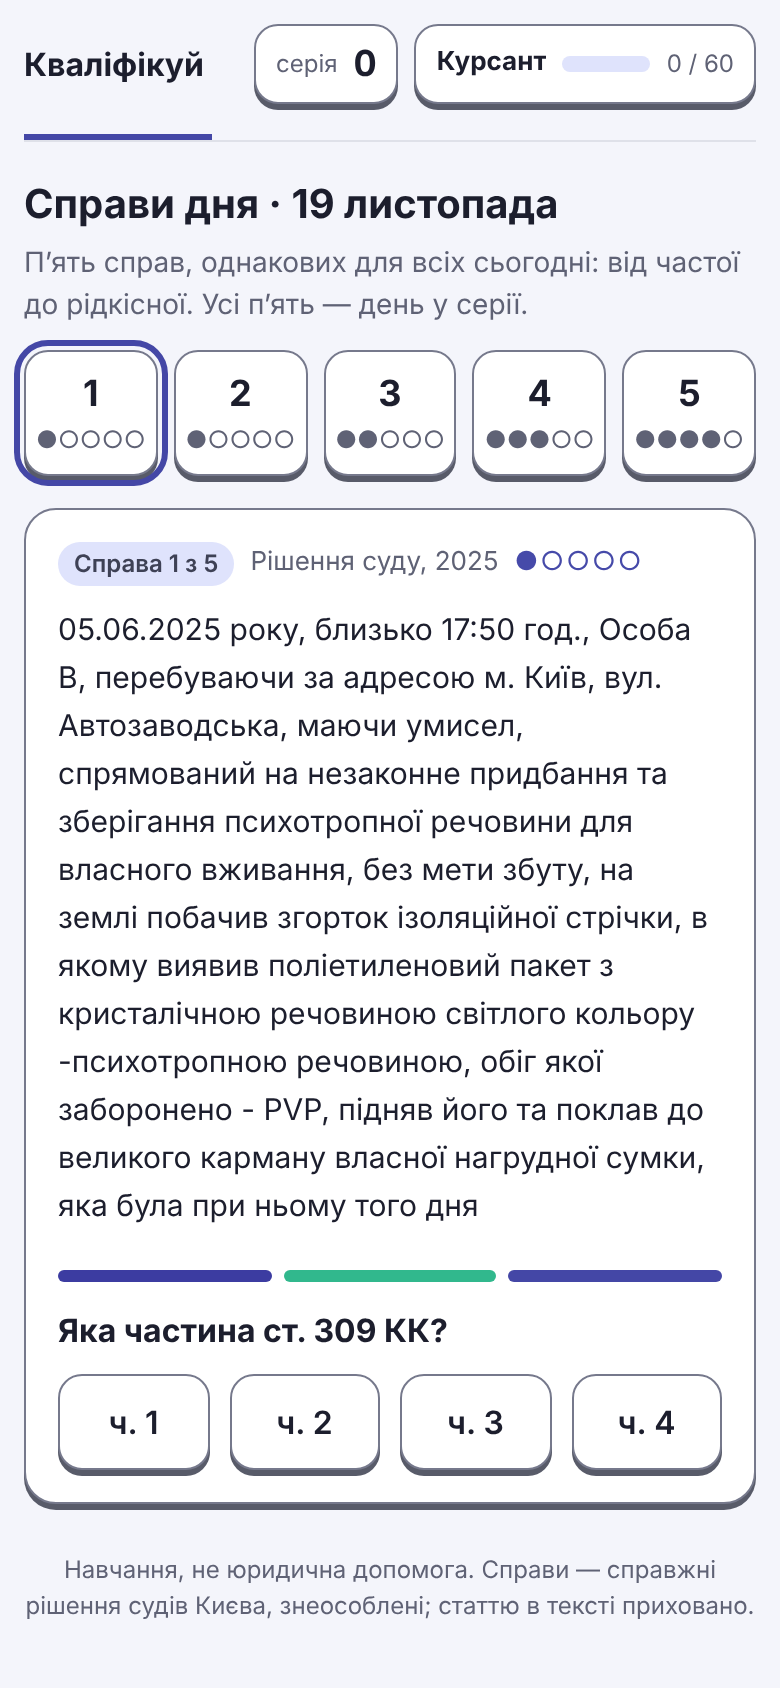 Кваліфікуй
серія 0
Курсант 0 / 60
Справи дня · 19 листопада
П’ять справ, однакових для всіх сьогодні: від частої
до рідкісної. Усі п’ять — день у серії.
1 2 3 4 5
Справа 1 з 5 Рішення суду, 2025
05.06.2025 року, близько 17:50 год., Особа
В, перебуваючи за адресою м. Київ, вул.
Автозаводська, маючи умисел,
спрямований на незаконне придбання та
зберігання психотропної речовини для
власного вживання, без мети збуту, на
землі побачив згорток ізоляційної стрічки, в
якому виявив поліетиленовий пакет з
кристалічною речовиною світлого кольору
-психотропною речовиною, обіг якої
заборонено - PVP, підняв його та поклав до
великого карману власної нагрудної сумки,
яка була при ньому того дня
Яка частина ст. 309 КК?
ч. 1 ч. 2 ч. 3 ч. 4
Навчання, не юридична допомога. Справи — справжні
рішення судів Києва, знеособлені; статтю в тексті приховано.